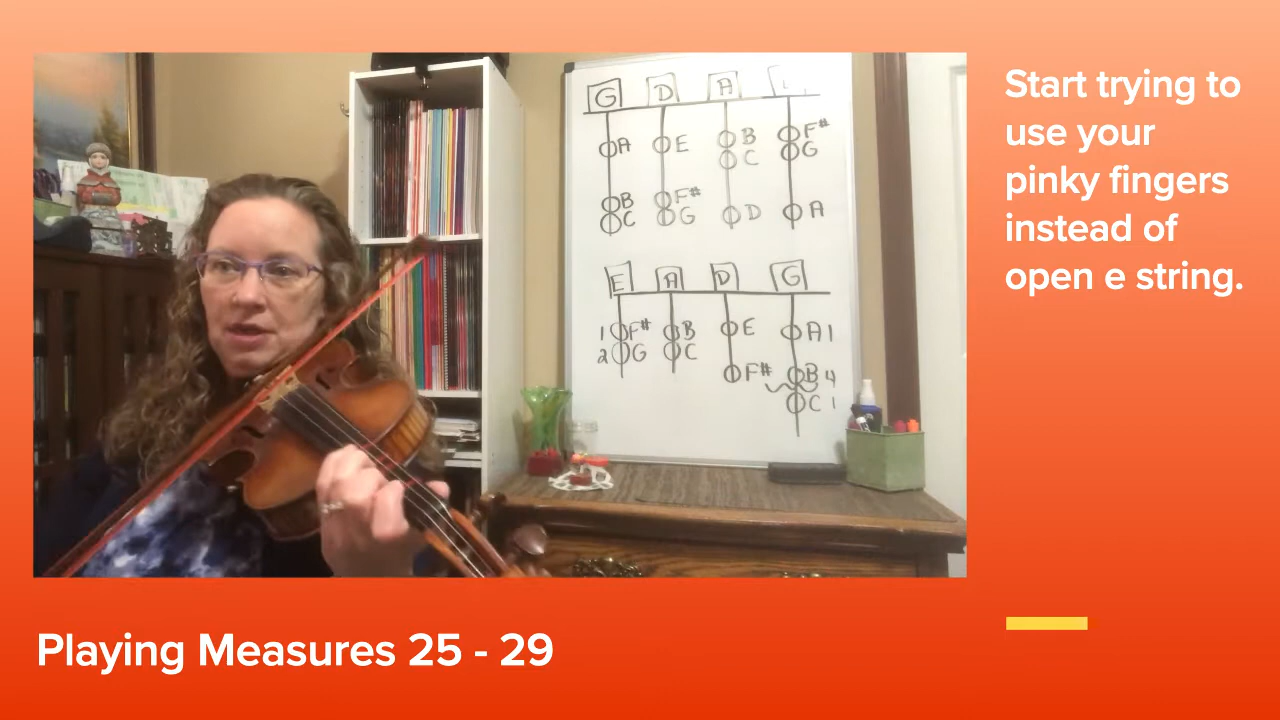 Start trying to
use your
pinky fingers
instead of
open e string.
G D A
A E B F#
C G
B F#
C G D A
E A D G
1 F# B E A 1
2 G C
F# B 4
C 1
Playing Measures 25 - 29